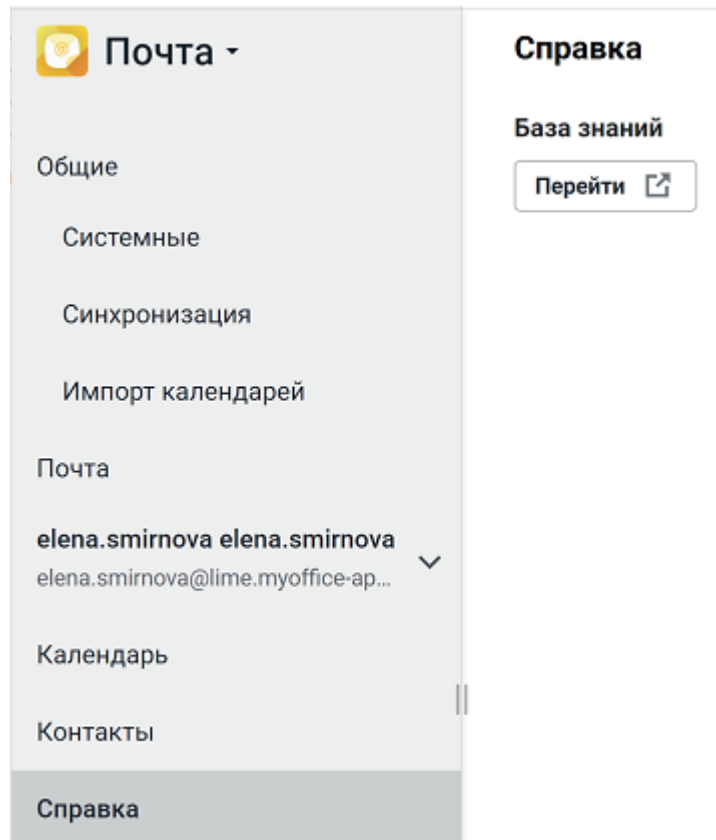 Почта
Общие
Системные
Синхронизация
Импорт календарей
Почта
elena.smirnova elena.smirnova
elena.smirnova@lime.myoffice-ap...
Календарь
Контакты
Справка
Справка
База знаний
Перейти